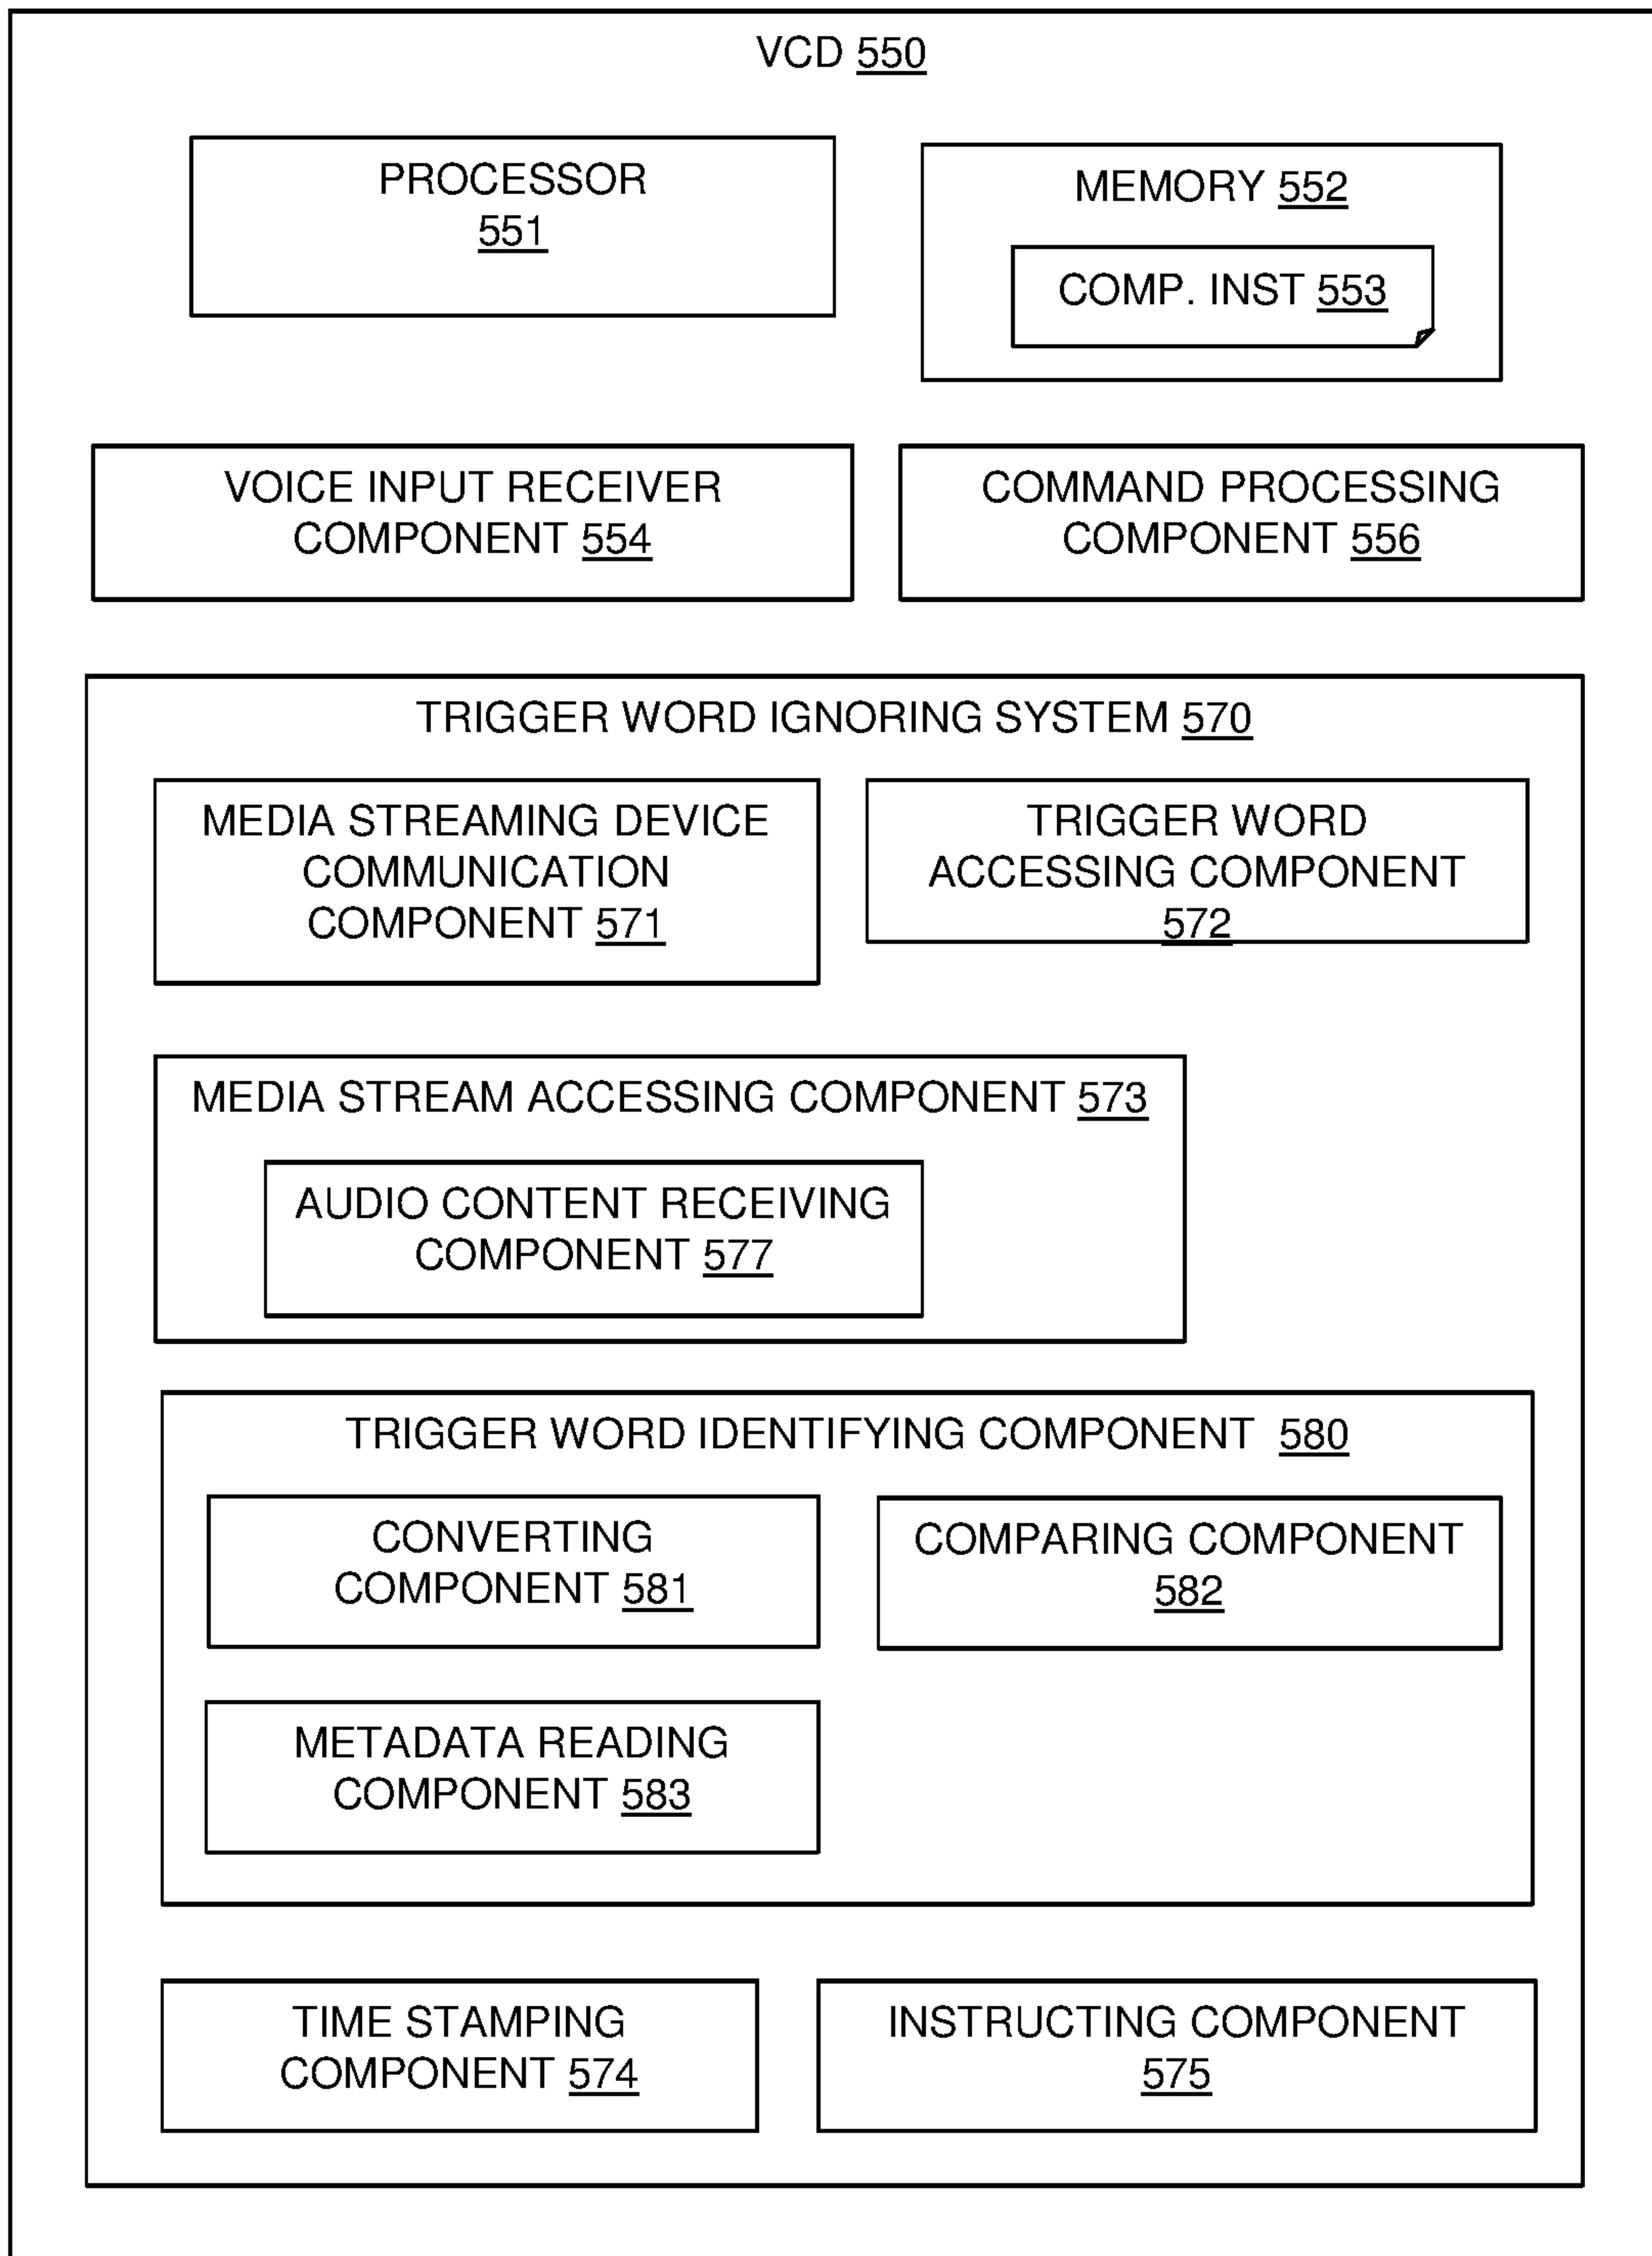 VCD 550
PROCESSOR
551
MEMORY 552
COMP. INST 553
VOICE INPUT RECEIVER
COMPONENT 554
COMMAND PROCESSING
COMPONENT 556
TRIGGER WORD IGNORING SYSTEM 570
MEDIA STREAMING DEVICE
COMMUNICATION
COMPONENT 571
TRIGGER WORD
ACCESSING COMPONENT
572
MEDIA STREAM ACCESSING COMPONENT 573
AUDIO CONTENT RECEIVING
COMPONENT 577
TRIGGER WORD IDENTIFYING COMPONENT 580
CONVERTING
COMPONENT 581
COMPARING COMPONENT
582
METADATA READING
COMPONENT 583
TIME STAMPING
COMPONENT 574
INSTRUCTING COMPONENT
575